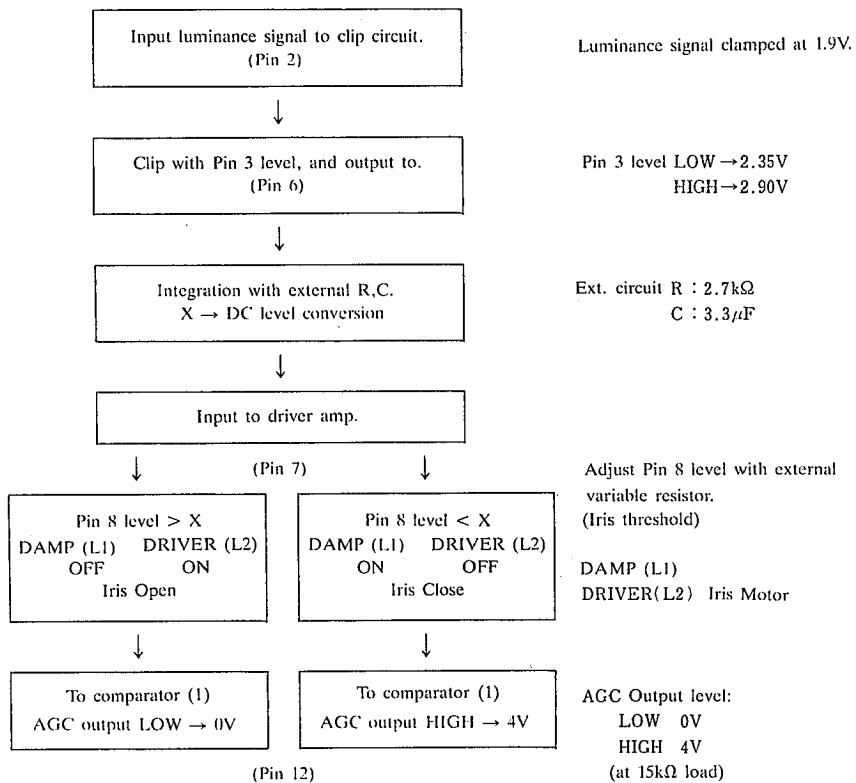 Input luminance signal to clip circuit.
(Pin 2)
Luminance signal clamped at 1.9V.
↓
Clip with Pin 3 level, and output to.
(Pin 6)
Pin 3 level LOW → 2.35V
HIGH → 2.90V
↓
Integration with external R,C.
X → DC level conversion
Ext. circuit R : 2.7kΩ
C : 3.3μF
↓
Input to driver amp.
↓ (Pin 7) ↓
Adjust Pin 8 level with external
variable resistor.
(Iris threshold)
Pin 8 level > X
DAMP (L1) DRIVER (L2)
OFF ON
Iris Open
Pin 8 level < X
DAMP (L1) DRIVER (L2)
ON OFF
Iris Close
DAMP (L1)
DRIVER(L2) Iris Motor
↓ ↓
To comparator (1)
AGC output LOW → 0V
To comparator (1)
AGC output HIGH → 4V
AGC Output level:
LOW 0V
HIGH 4V
(at 15kΩ load)
(Pin 12)